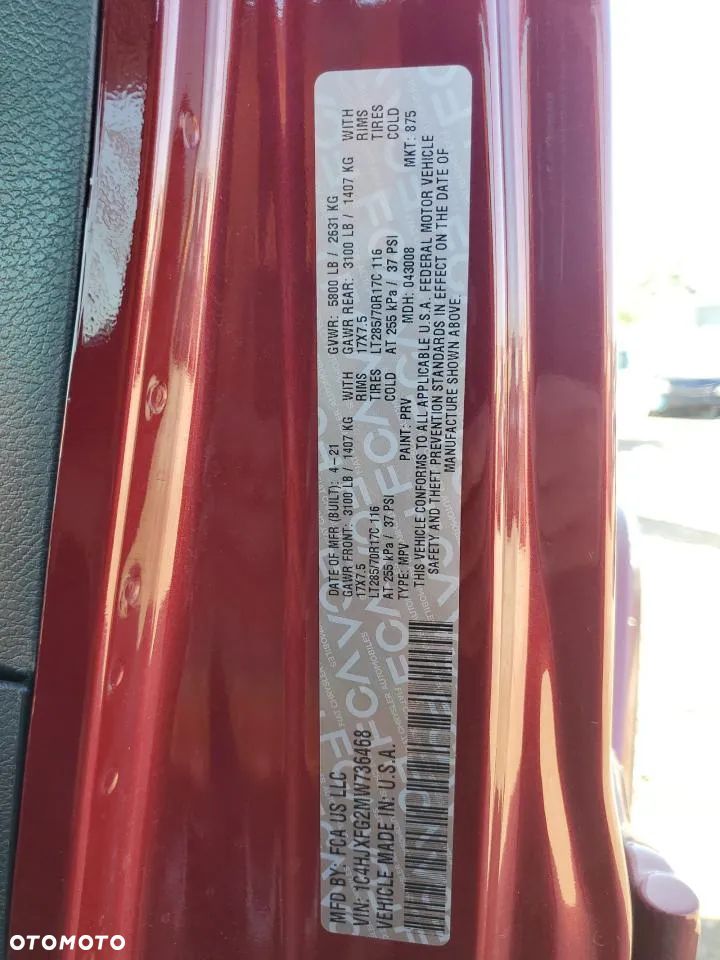 MFD BY: FCA US LLC
DATE OF MFR (BUILT): 4-21
GVWR: 5800 LB / 2631 KG
GAWR FRONT: 3100 LB / 1407 KG WITH
GAWR REAR: 3100 LB / 1407 KG WITH
17X7.5 RIMS
17X7.5 RIMS
LT285/70R17C 116 TIRES
LT285/70R17C 116 TIRES
AT 255 kPa / 37 PSI COLD
AT 255 kPa / 37 PSI COLD
VIN: 1C4HJXFG2MW736468
TYPE: MPV
PAINT: PRV
MDH: 043008
MKT: 875
VEHICLE MADE IN: U.S.A.
THIS VEHICLE CONFORMS TO ALL APPLICABLE U.S.A. FEDERAL MOTOR VEHICLE
SAFETY AND THEFT PREVENTION STANDARDS IN EFFECT ON THE DATE OF
MANUFACTURE SHOWN ABOVE.
OTOMOTO